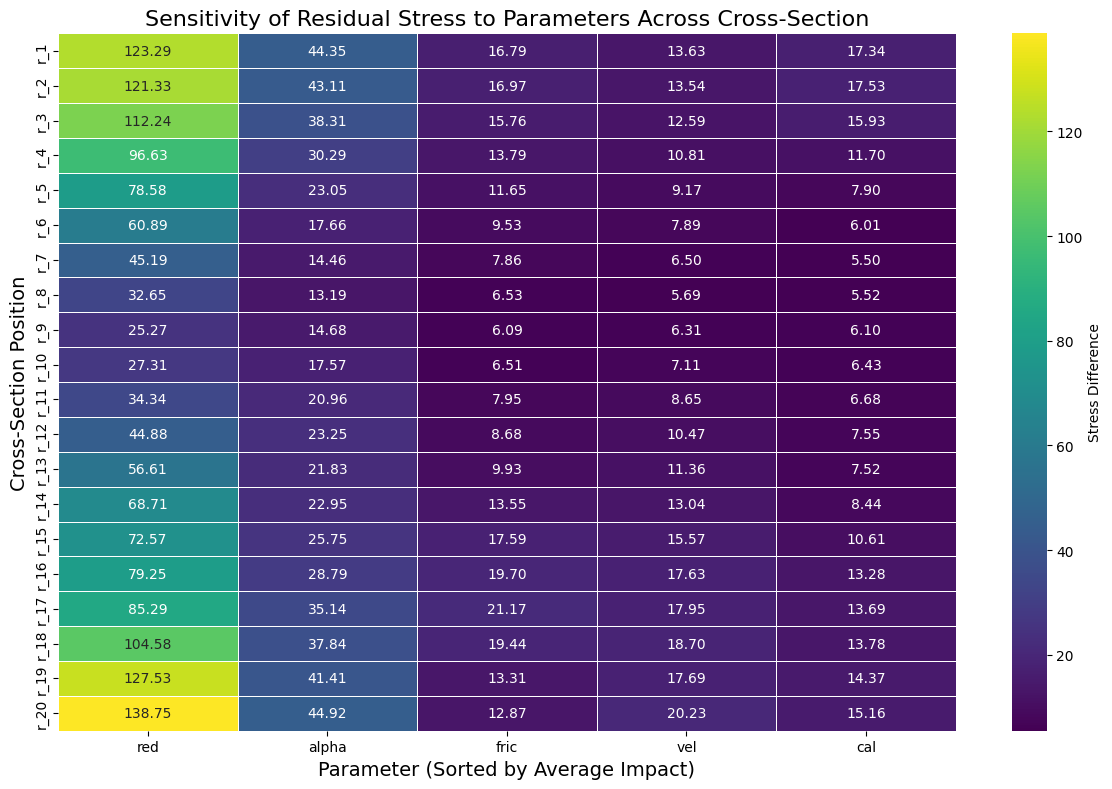 Sensitivity of Residual Stress to Parameters Across Cross-Section
Cross-Section Position
r_1 123.29 44.35 16.79 13.63 17.34
r_2 121.33 43.11 16.97 13.54 17.53
r_3 112.24 38.31 15.76 12.59 15.93
r_4 96.63 30.29 13.79 10.81 11.70
r_5 78.58 23.05 11.65 9.17 7.90
r_6 60.89 17.66 9.53 7.89 6.01
r_7 45.19 14.46 7.86 6.50 5.50
r_8 32.65 13.19 6.53 5.69 5.52
r_9 25.27 14.68 6.09 6.31 6.10
r_10 27.31 17.57 6.51 7.11 6.43
r_11 34.34 20.96 7.95 8.65 6.68
r_12 44.88 23.25 8.68 10.47 7.55
r_13 56.61 21.83 9.93 11.36 7.52
r_14 68.71 22.95 13.55 13.04 8.44
r_15 72.57 25.75 17.59 15.57 10.61
r_16 79.25 28.79 19.70 17.63 13.28
r_17 85.29 35.14 21.17 17.95 13.69
r_18 104.58 37.84 19.44 18.70 13.78
r_19 127.53 41.41 13.31 17.69 14.37
r_20 138.75 44.92 12.87 20.23 15.16
red alpha fric vel cal
Parameter (Sorted by Average Impact)
120
100
80
60
40
20
Stress Difference